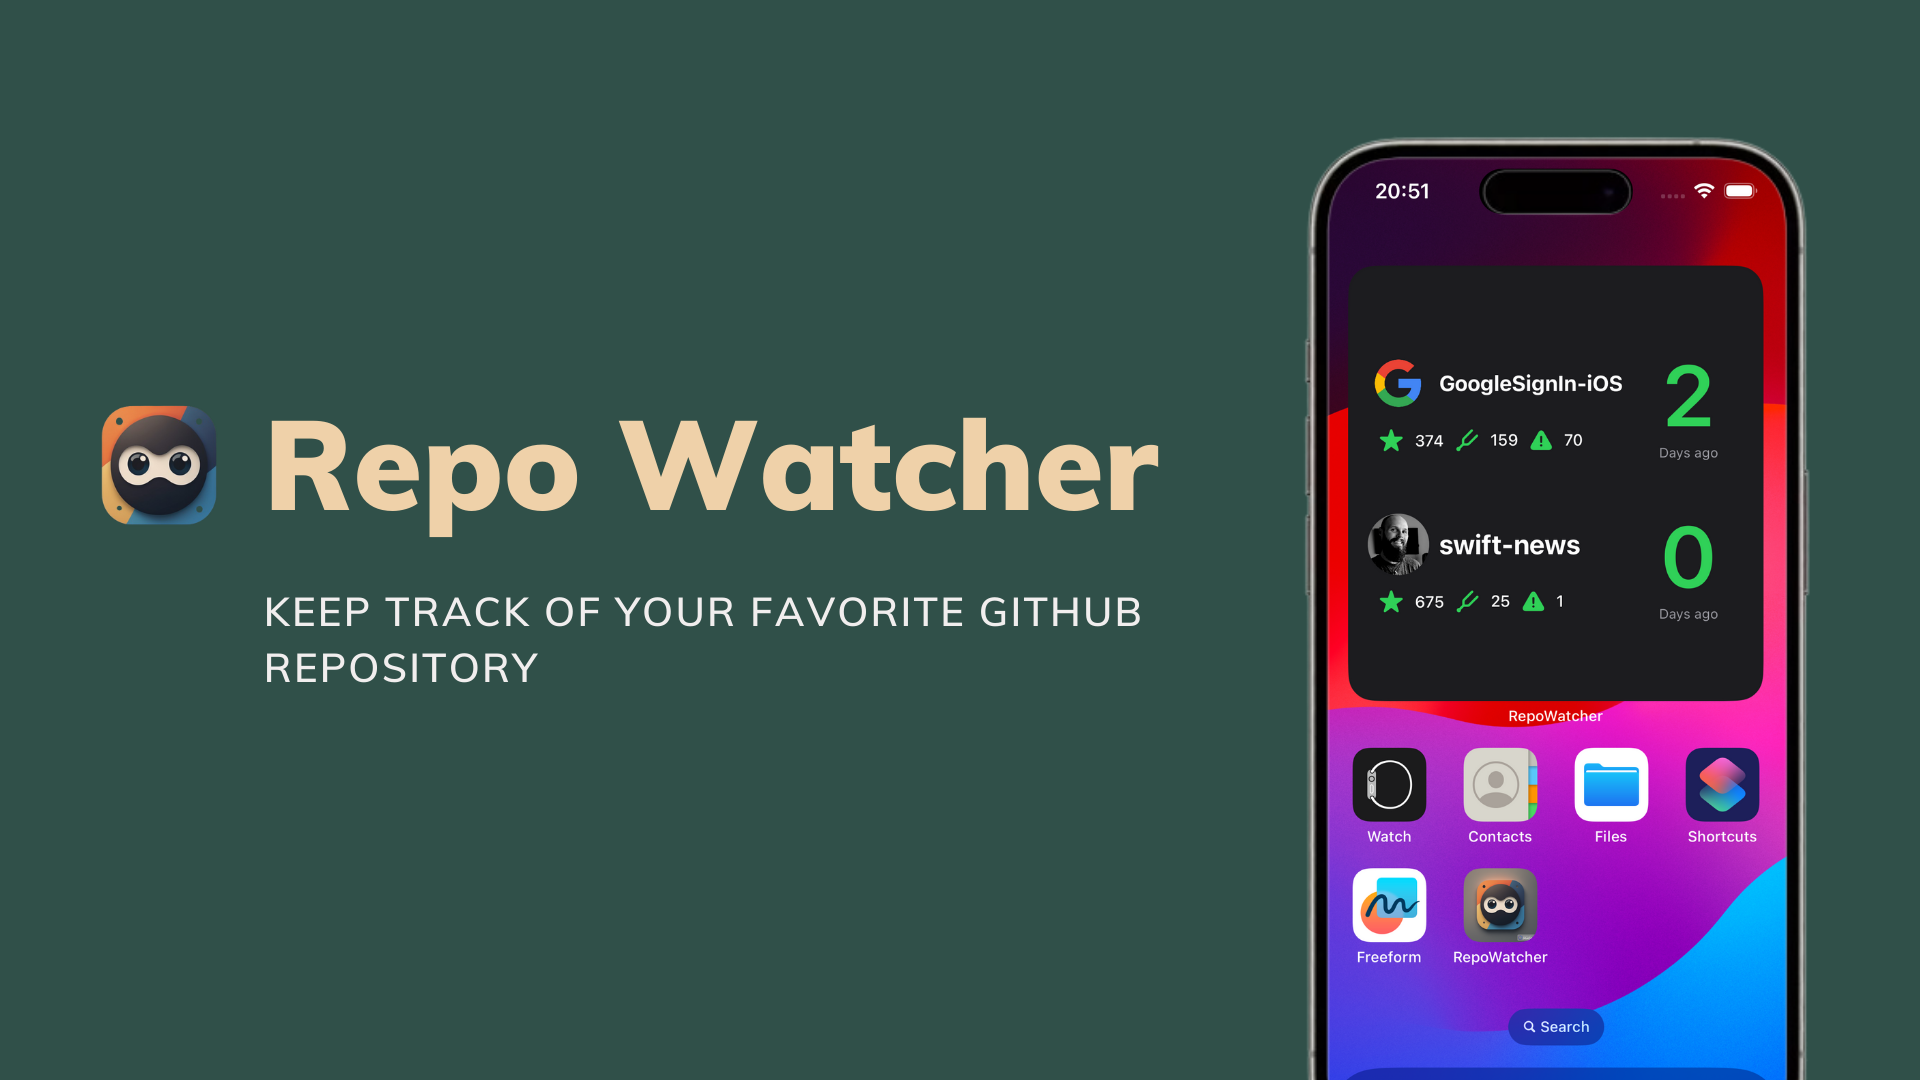 Repo Watcher
KEEP TRACK OF YOUR FAVORITE GITHUB
REPOSITORY
20:51
GoogleSignIn-iOS
2
374 159 70
Days ago
swift-news
0
675 25 1
Days ago
RepoWatcher
Watch Contacts Files Shortcuts
Freeform RepoWatcher
Search